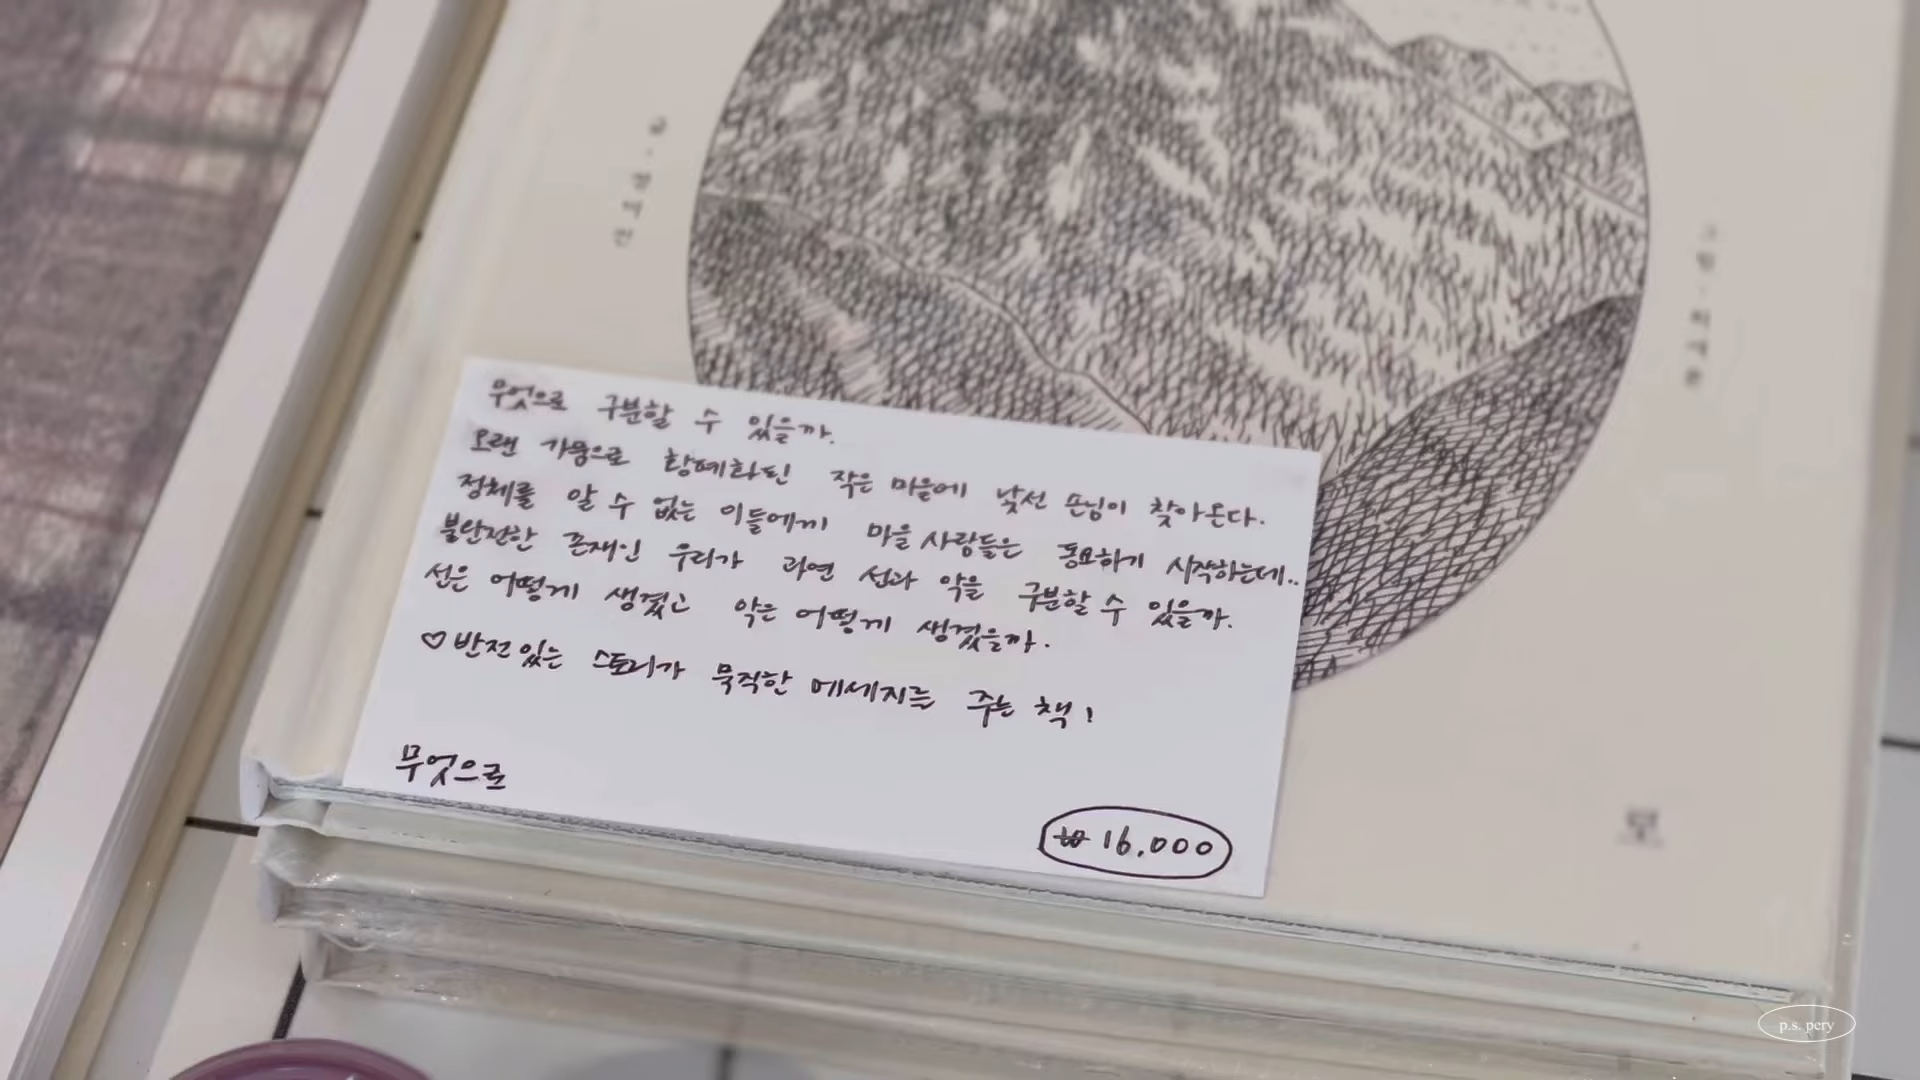 무엇으로 구분할 수 있을까.
오랜 가뭄으로 황폐화된 작은 마을에 낯선 손님이 찾아온다.
정체를 알 수 없는 이들에게 마을 사람들은 동요하기 시작하는데..
불완전한 존재인 우리가 과연 선과 악을 구분할 수 있을까.
선은 어떻게 생겼고 악은 어떻게 생겼을까.
♡ 반전있는 스토리가 묵직한 메세지를 주는 책!
무엇으로
₩16,000
p.s. pery